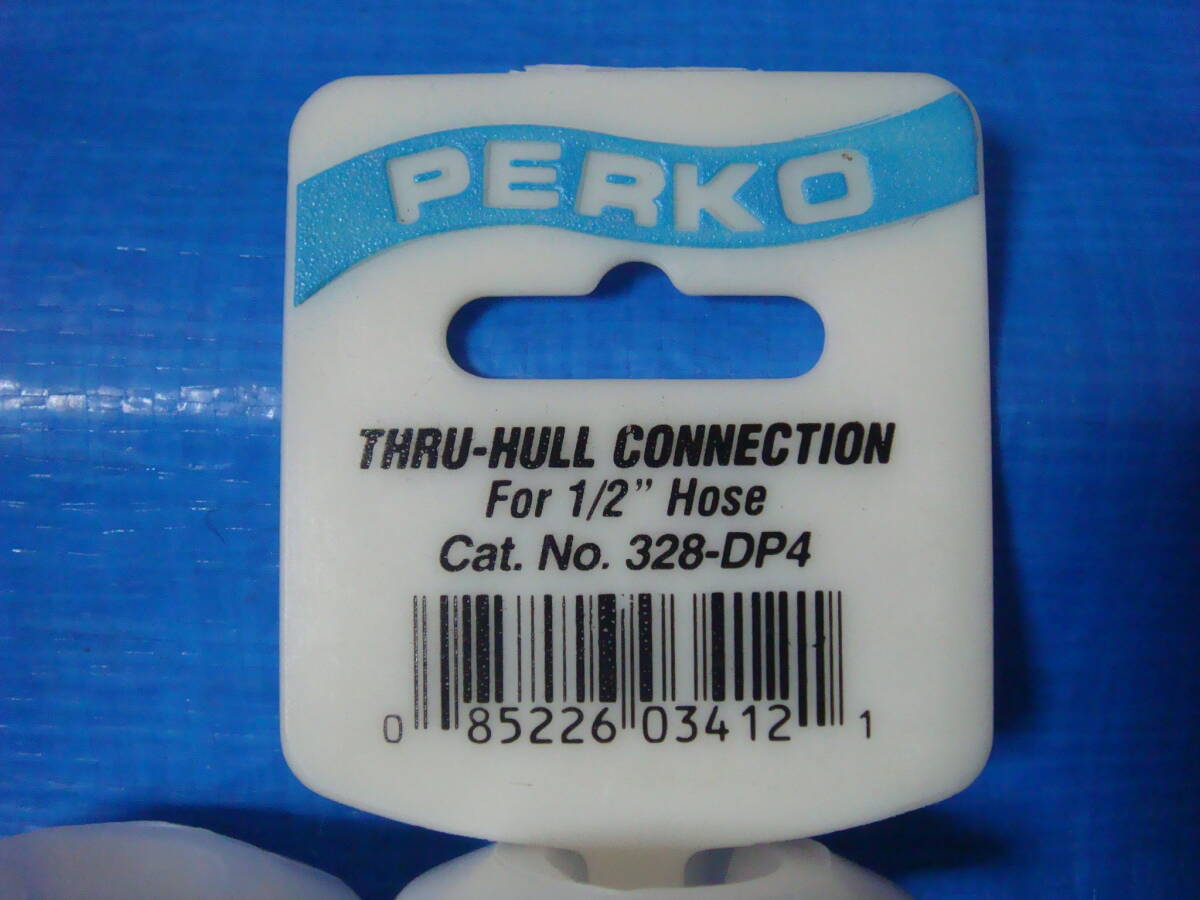 PERKO
THRU-HULL CONNECTION
For 1/2” Hose
Cat. No. 328-DP4
0 85226 03412 1